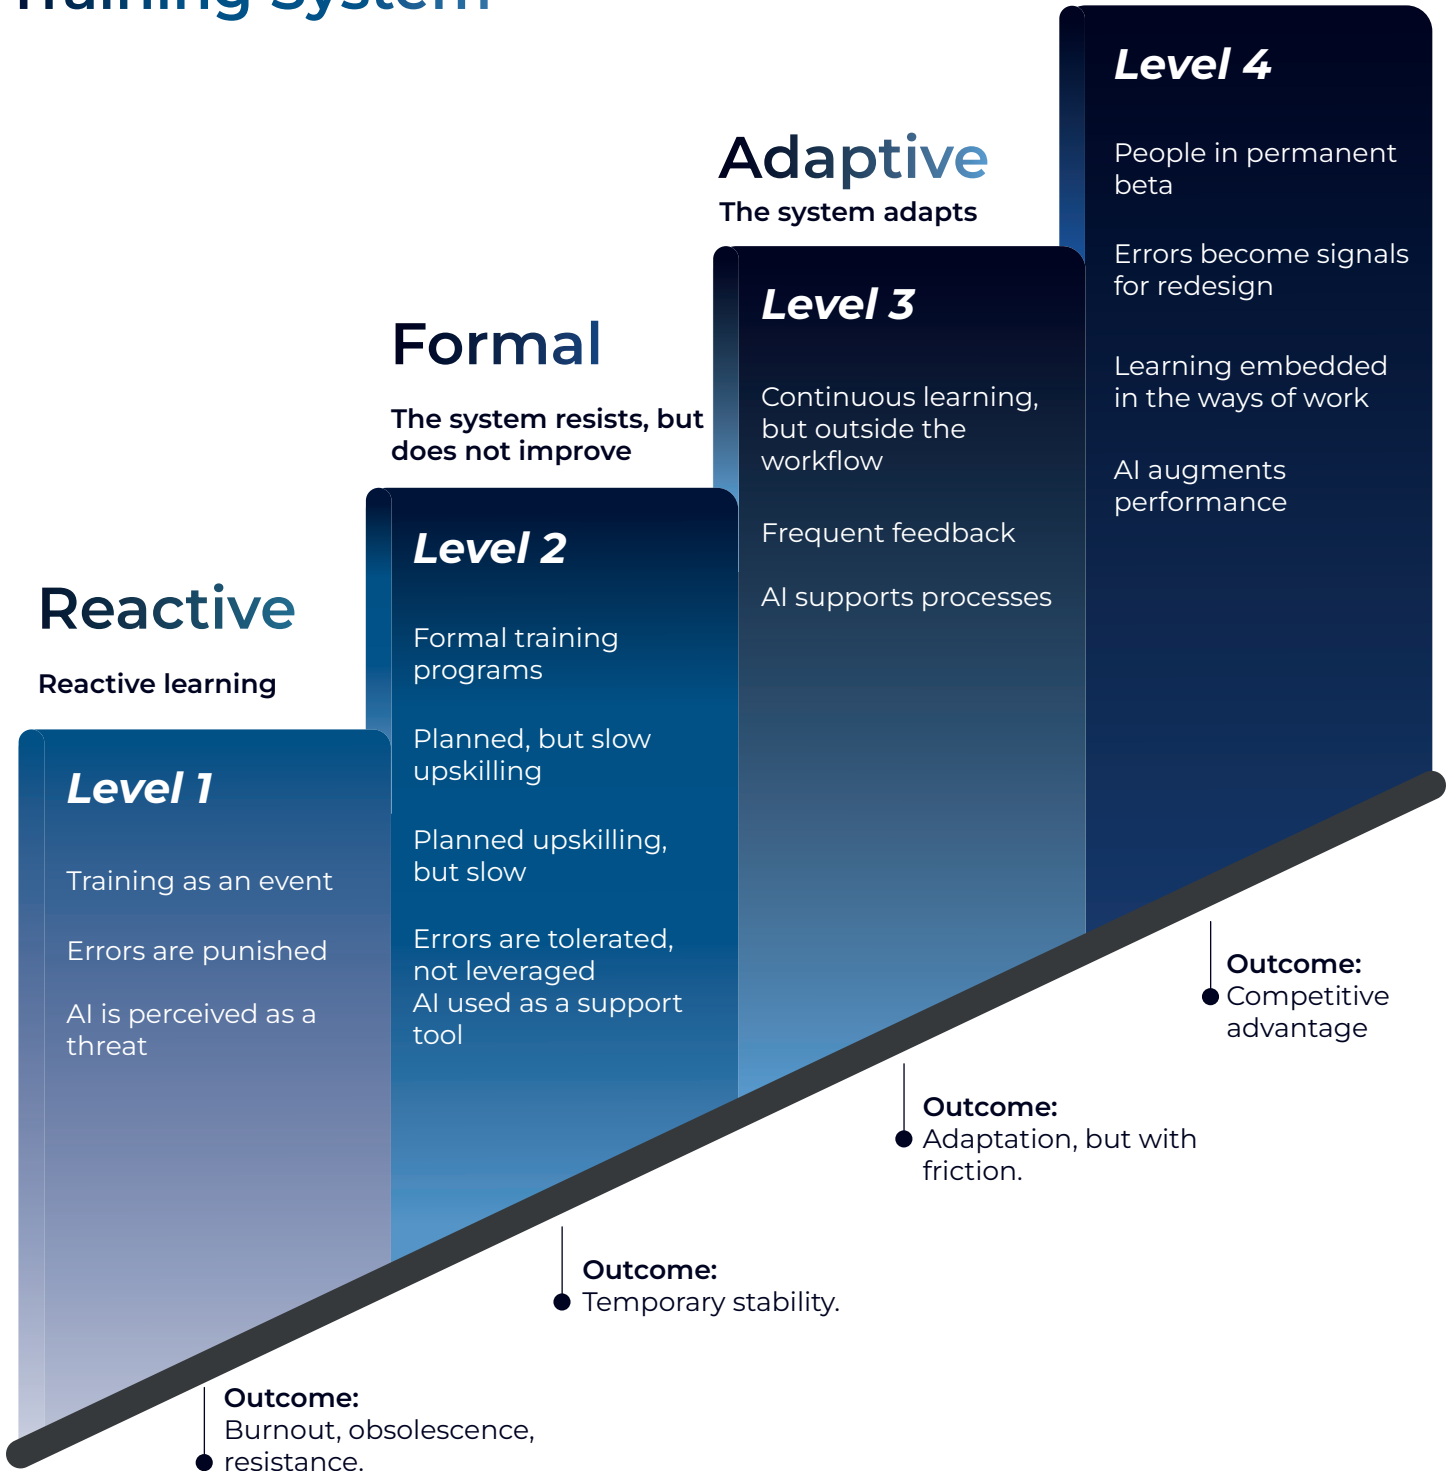 Training System
Level 4
People in permanent
beta
Errors become signals
for redesign
Learning embedded
in the ways of work
AI augments
performance
Adaptive
The system adapts
Level 3
Continuous learning,
but outside the
workflow
Frequent feedback
AI supports processes
Formal
The system resists, but
does not improve
Level 2
Formal training
programs
Planned, but slow
upskilling
Planned upskilling,
but slow
Errors are tolerated,
not leveraged
AI used as a support
tool
Reactive
Reactive learning
Level 1
Training as an event
Errors are punished
AI is perceived as a
threat
Outcome:
Competitive
advantage
Outcome:
Adaptation, but with
friction.
Outcome:
Temporary stability.
Outcome:
Burnout, obsolescence,
resistance.